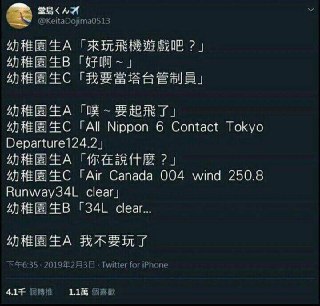 堂島くん✈
@KeitaDojima0513
幼稚園生A「來玩飛機遊戲吧？」
幼稚園生B「好啊～」
幼稚園生C「我要當塔台管制員」
幼稚園生A「噗～要起飛了」
幼稚園生C「All Nippon 6 Contact Tokyo
Departure124.2」
幼稚園生A「你在說什麼？」
幼稚園生C「Air Canada 004 wind 250.8
Runway34L clear」
幼稚園生B「34L clear…
幼稚園生A 我不要玩了
下午6:35 · 2019年2月3日 · Twitter for iPhone
4.1千 個轉推 1.1萬 個喜歡